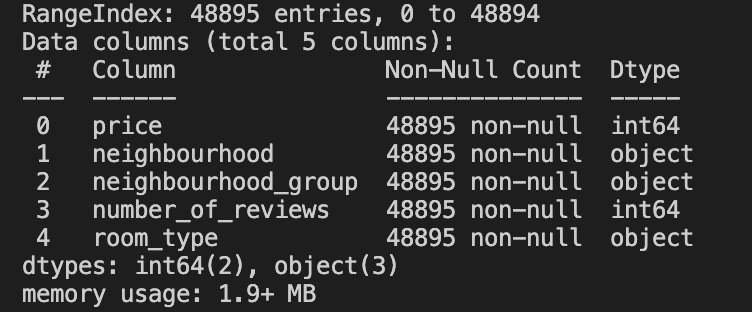 RangeIndex: 48895 entries, 0 to 48894
Data columns (total 5 columns):
 #   Column               Non-Null Count  Dtype
---  ------               --------------  -----
 0   price                48895 non-null  int64
 1   neighbourhood        48895 non-null  object
 2   neighbourhood_group  48895 non-null  object
 3   number_of_reviews    48895 non-null  int64
 4   room_type            48895 non-null  object
dtypes: int64(2), object(3)
memory usage: 1.9+ MB